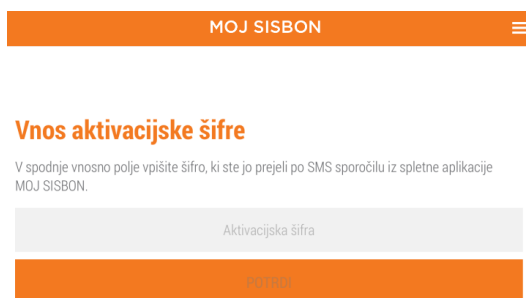 MOJ SISBON
Vnos aktivacijske šifre
V spodnje vnosno polje vpišite šifro, ki ste jo prejeli po SMS sporočilu iz spletne aplikacije
MOJ SISBON.
Aktivacijska šifra
POTRDI